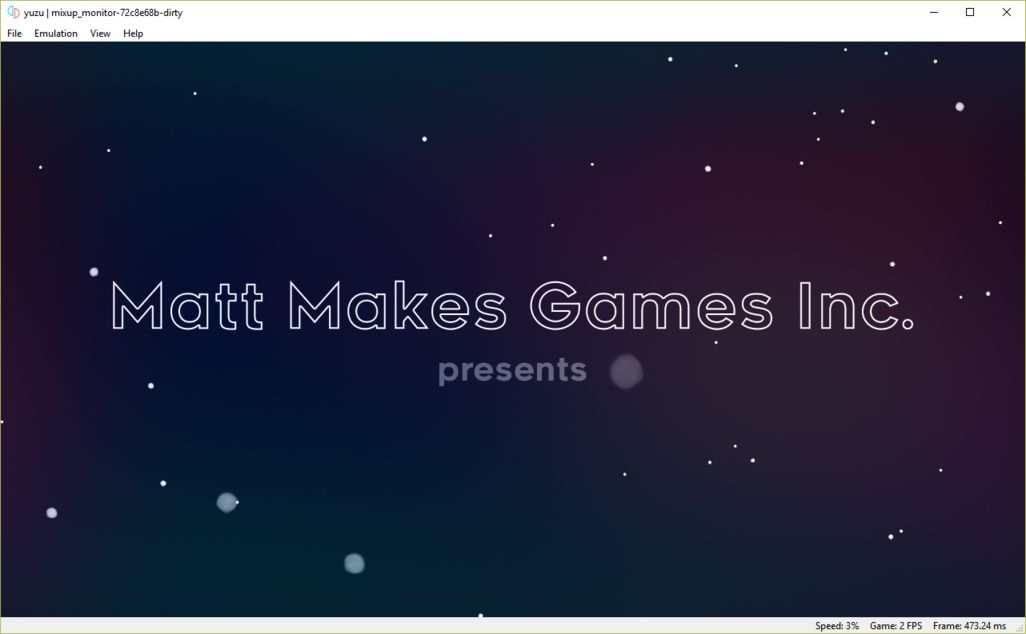 yuzu | mixup_monitor-72c8e68b-dirty
File Emulation View Help
Matt Makes Games Inc.
presents
Speed: 3% Game: 2 FPS Frame: 473.24 ms